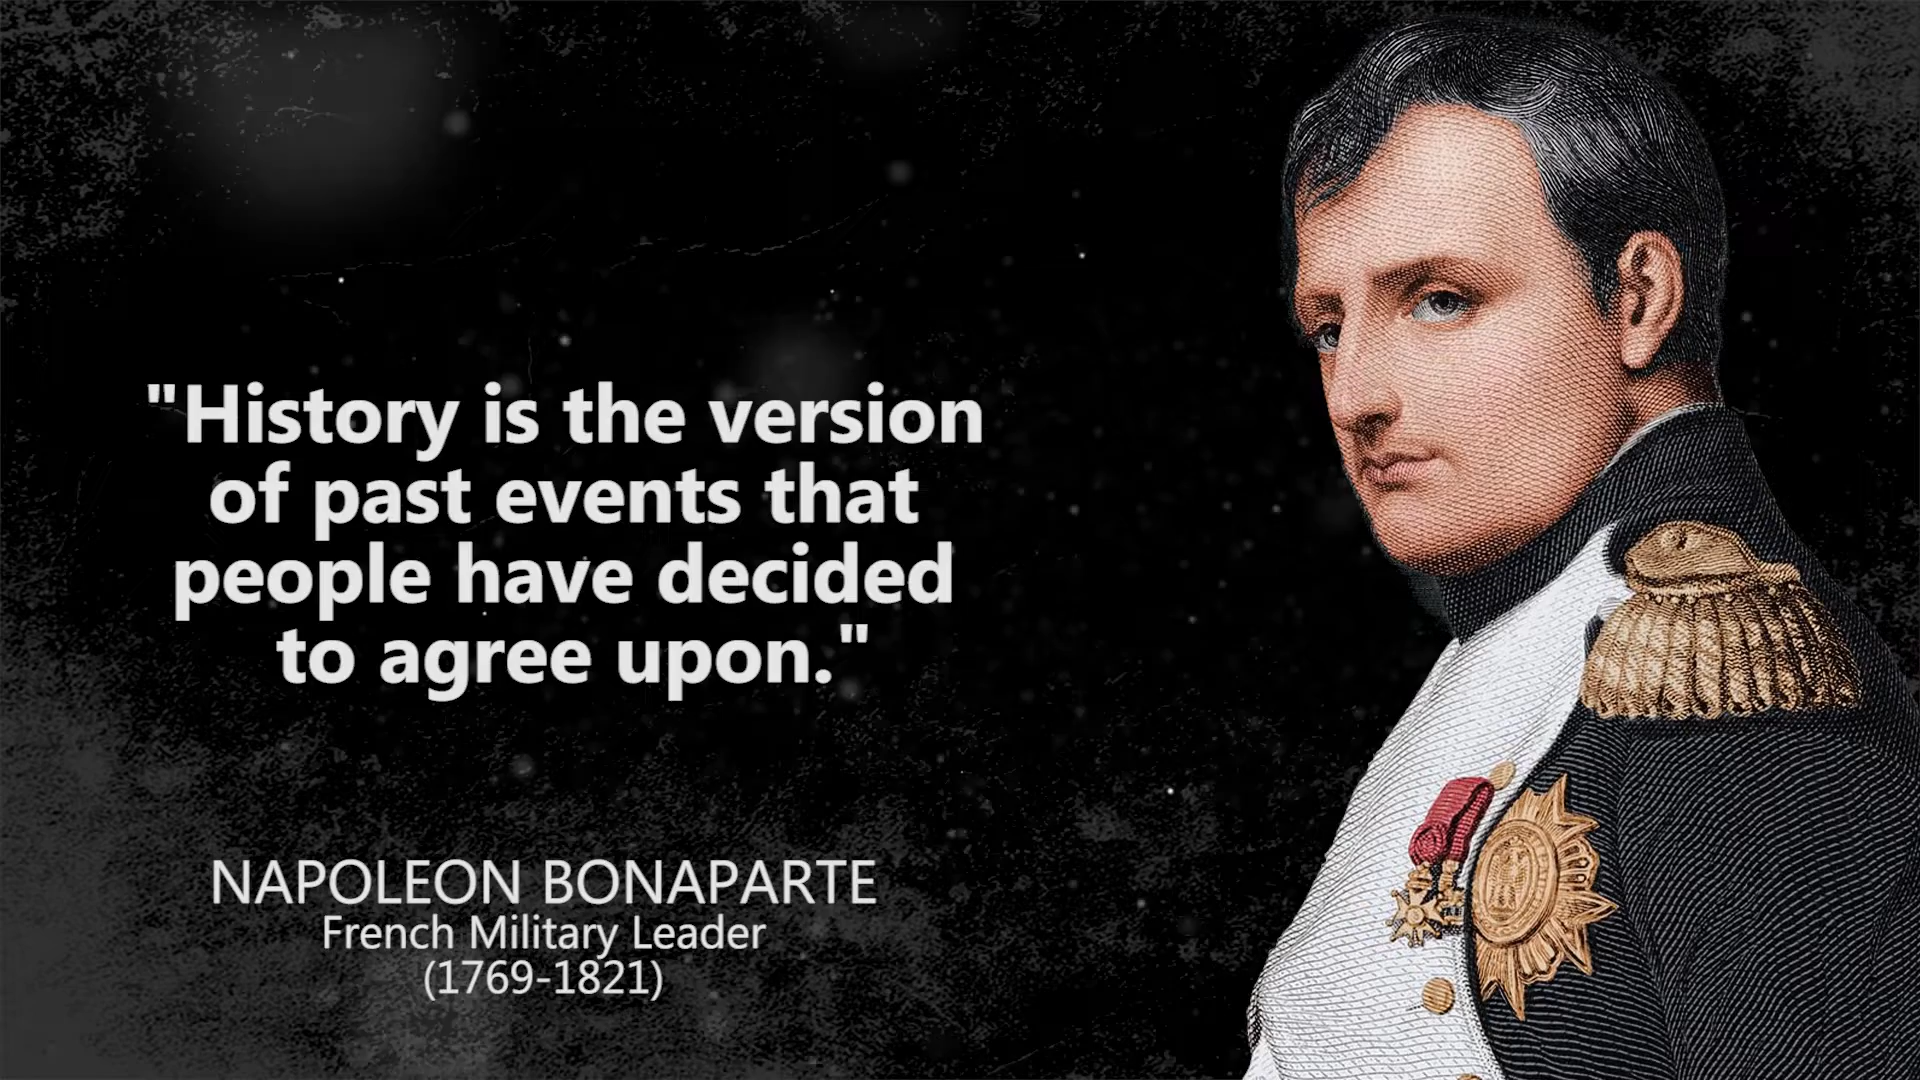 "History is the version
of past events that
people have decided
to agree upon."
NAPOLEON BONAPARTE
French Military Leader
(1769-1821)